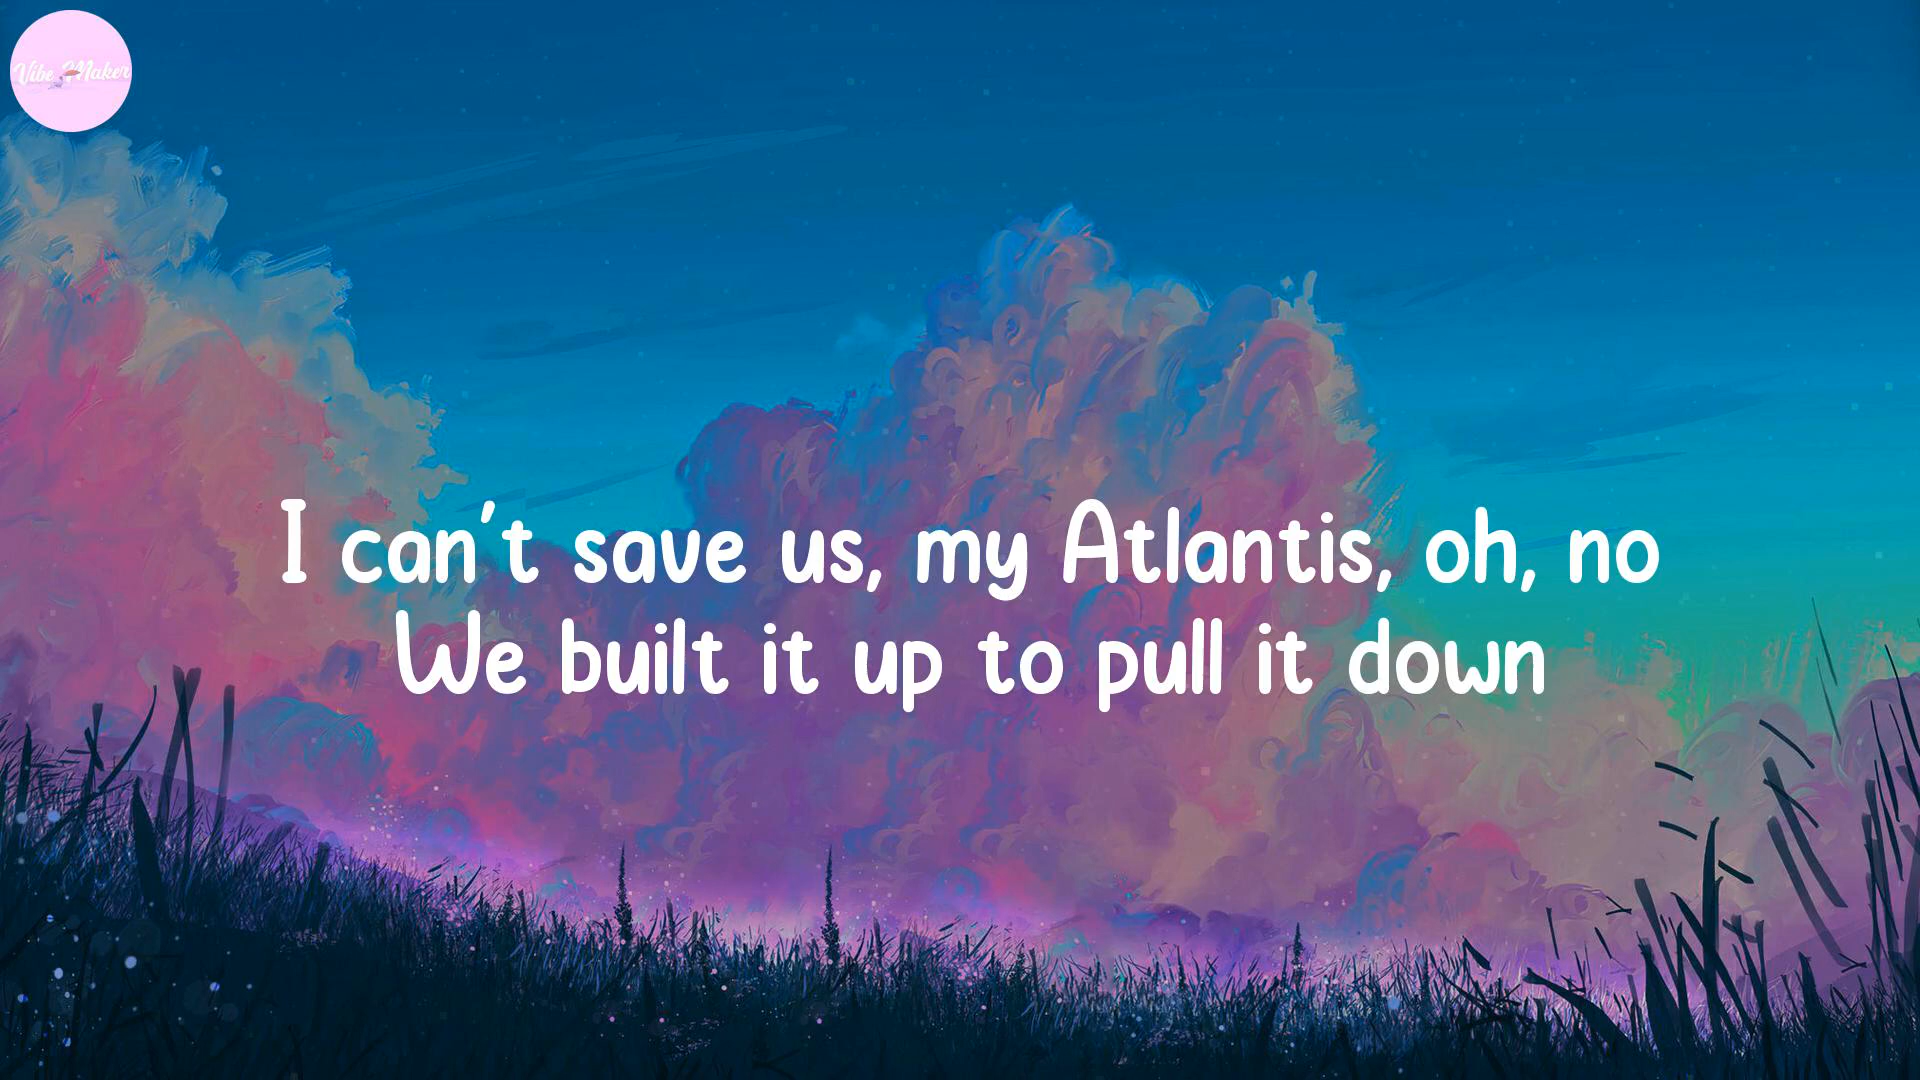 Vibe Maker
I can't save us, my Atlantis, oh, no
We built it up to pull it down